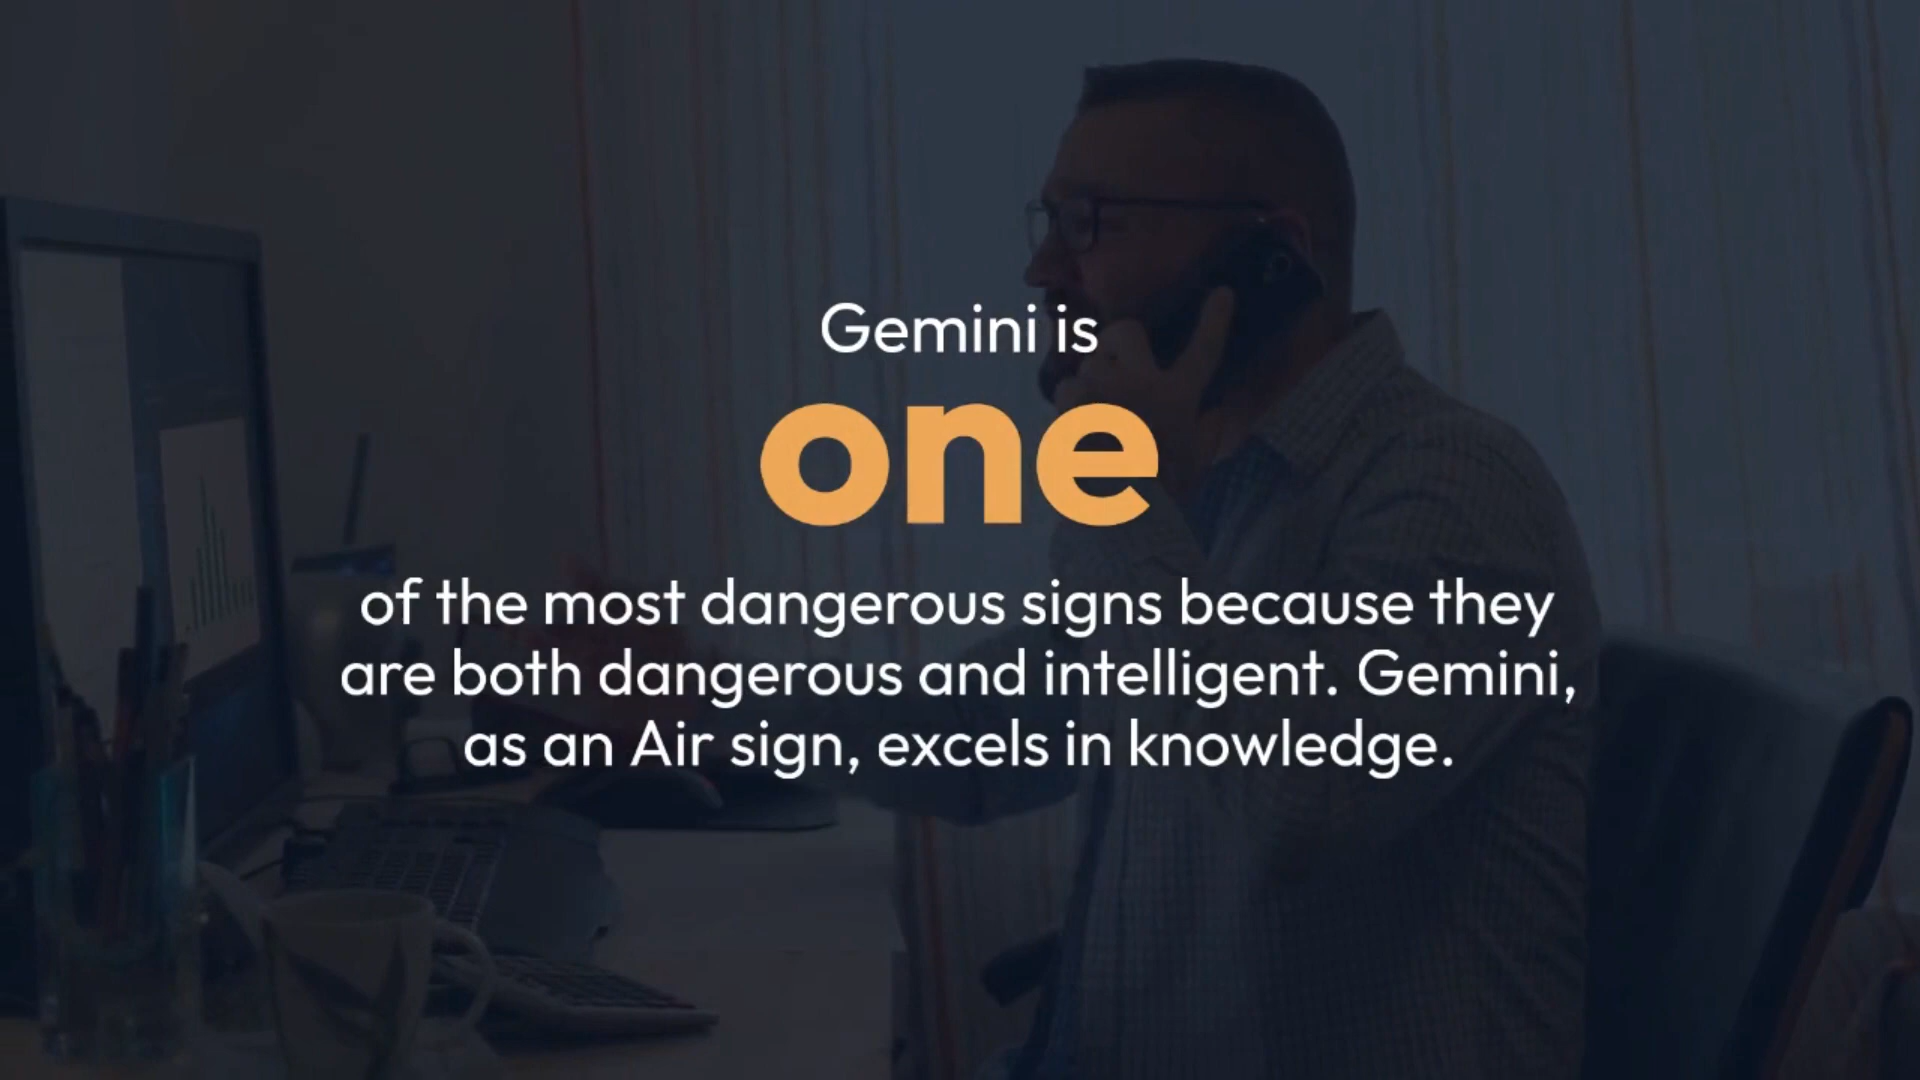 Gemini is
one
of the most dangerous signs because they
are both dangerous and intelligent. Gemini,
as an Air sign, excels in knowledge.